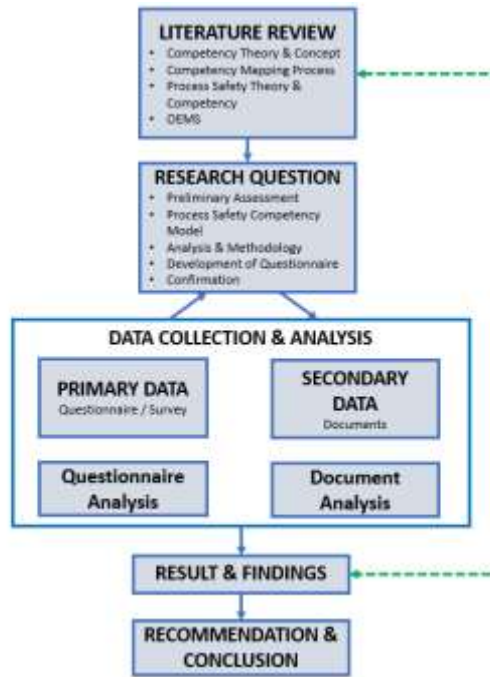 LITERATURE REVIEW
• Competency Theory & Concept
• Competency Mapping Process
• Process Safety Theory &
Competency
• OEMS
RESEARCH QUESTION
• Preliminary Assessment
• Process Safety Competency
Model
• Analysis & Methodology
• Development of Questionnaire
• Confirmation
DATA COLLECTION & ANALYSIS
PRIMARY DATA
Questionnaire / Survey
SECONDARY
DATA
Documents
Questionnaire
Analysis
Document
Analysis
RESULT & FINDINGS
RECOMMENDATION &
CONCLUSION